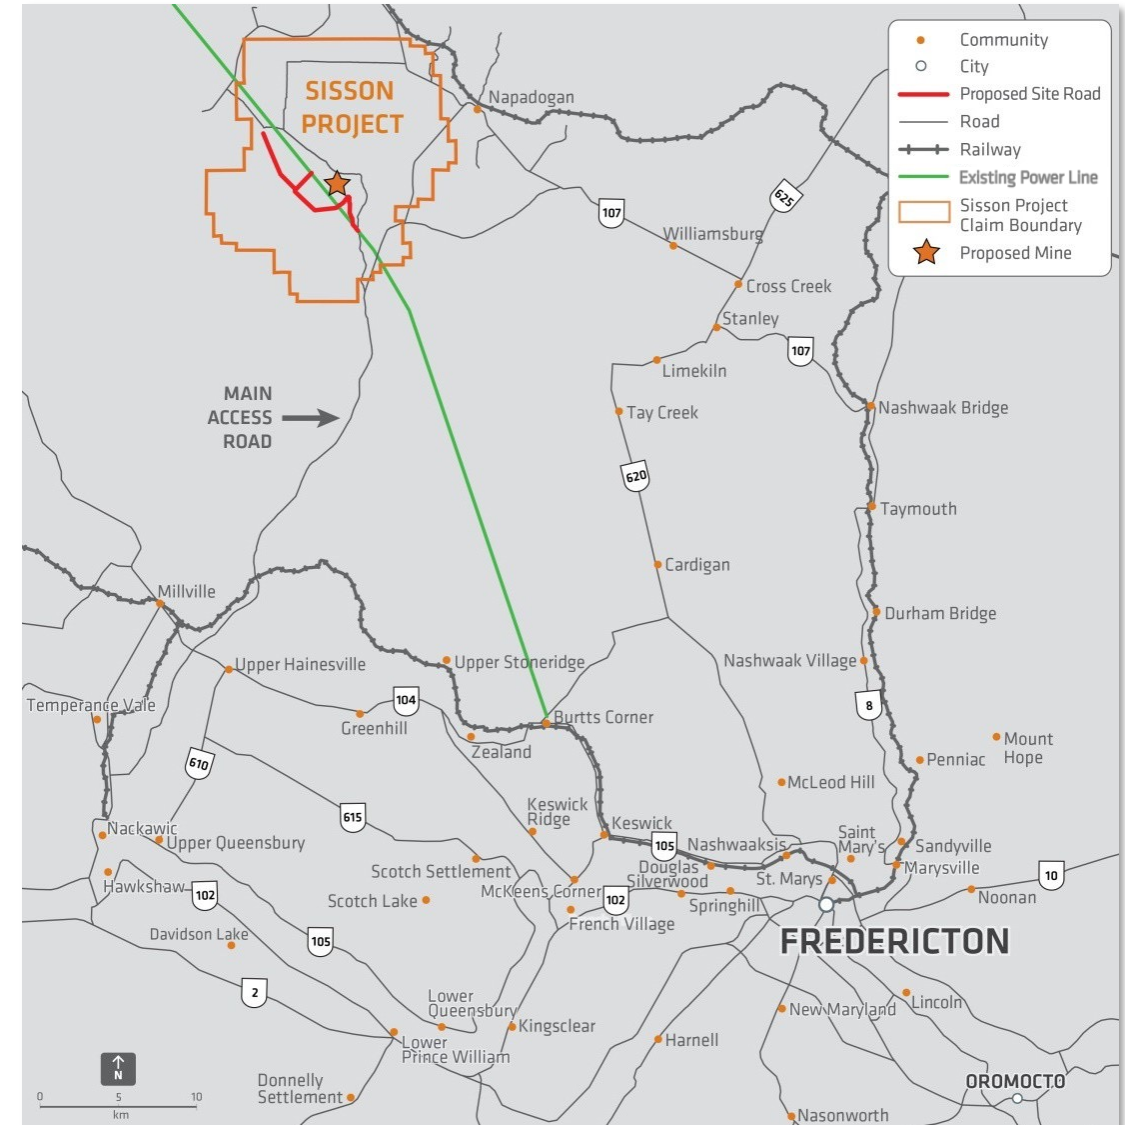 Community
City
Proposed Site Road
Road
Railway
Existing Power Line
Sisson Project
Claim Boundary
Proposed Mine
SISSON
PROJECT
Napadogan
625
107
Williamsburg
Cross Creek
Stanley
107
Limekiln
MAIN
ACCESS
ROAD
Tay Creek
Nashwaak Bridge
620
Taymouth
Cardigan
Millville
Durham Bridge
Upper Hainesville
Upper Stoneridge
Nashwaak Village
104
8
Temperance Vale
Greenhill
Burtts Corner
Zealand
Mount
Hope
Penniac
610
McLeod Hill
615
Keswick
Ridge
Keswick
Nackawic
Upper Queensbury
105
Nashwaaksis
Saint
Mary's
Sandyville
Scotch Settlement
Douglas
Marysville
Hawkshaw
102
McKeens Corner
Silverwood
St. Marys
10
Scotch Lake
102
Springhill
Noonan
French Village
Davidson Lake
105
FREDERICTON
2
Lower
Queensbury
New Maryland
Lincoln
Kingsclear
Lower
Prince William
Harnell
N
Donnelly
Settlement
OROMOCTO
0 5 10
km
Nasonworth